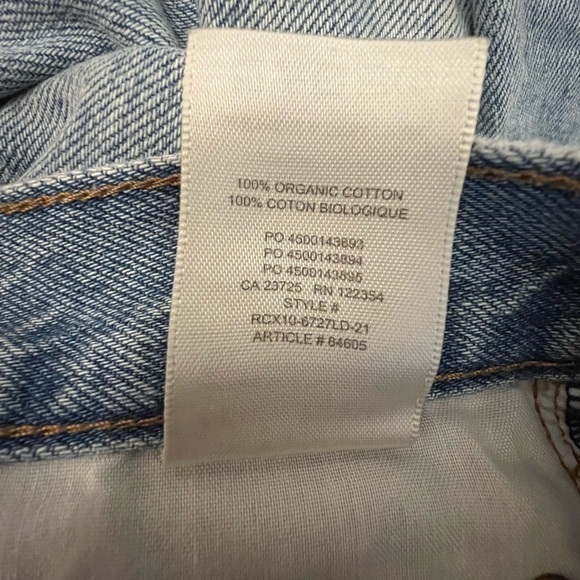 100% ORGANIC COTTON
100% COTON BIOLOGIQUE
PO 4500143893
PO 4500143894
PO 4500143895
CA 23725 RN 122354
STYLE #
RCX10-6727LD-21
ARTICLE # 84605